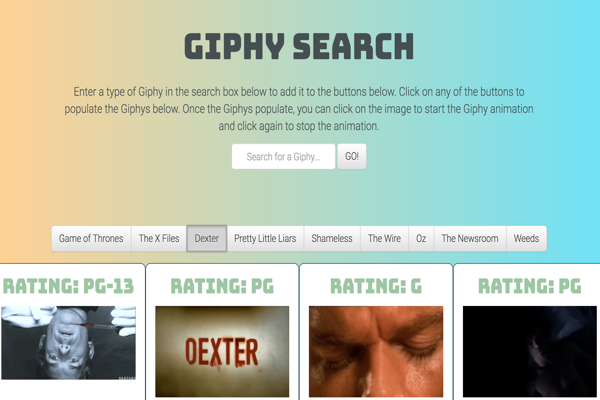 GIPHY SEARCH
Enter a type of Giphy in the search box below to add it to the buttons below. Click on any of the buttons to
populate the Giphys below. Once the Giphys populate, you can click on the image to start the Giphy animation
and click again to stop the animation.
Search for a Giphy... GO!
Game of Thrones The X Files Dexter Pretty Little Liars Shameless The Wire Oz The Newsroom Weeds
RATING: PG-13 RATING: PG RATING: G RATING: PG
DEXTER